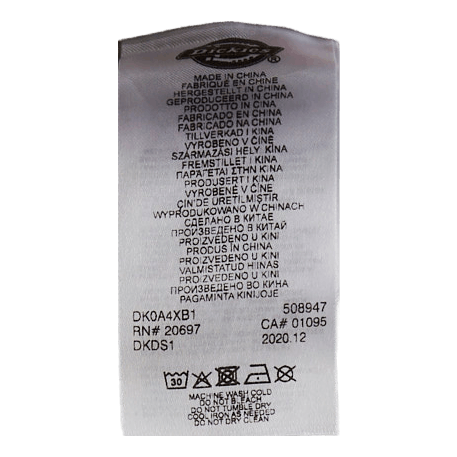 Dickies ®
MADE IN CHINA
FABRIQUÉ EN CHINE
HERGESTELLT IN CHINA
GEPRODUCEERD IN CHINA
PRODOTTO IN CHINA
FABRICADO EN CHINA
FABRICADO NA CHINA
TILLVERKAD I KINA
VYROBENO V ČÍNĚ
SZÁRMAZÁSI HELY: KÍNA
FREMSTILLET I KINA
ΠΑΡΑΓΕΤΑΙ ΣΤΗΝ ΚΙΝΑ
PRODUSERT I KINA
VYROBENÉ V ČÍNE
ÇİN'DE ÜRETİLMİŞTİR
WYPRODUKOWANO W CHINACH
СДЕЛАНО В КИТАЕ
ПРОИЗВЕДЕНО В КИТАЙ
PROIZVEDENO U KINI
PRODUS ÎN CHINA
PROIZVEDENO U KINI
VALMISTATUD HIINAS
PROIZVEDENO U KINI
ПРОИЗВЕДЕНО ВО КИНА
PAGAMINTA KINIJOJE
DK0A4XB1 508947
RN# 20697 CA# 01095
DKDS1 2020.12
30
MACHINE WASH COLD
DO NOT BLEACH
DO NOT TUMBLE DRY
COOL IRON AS NEEDED
DO NOT DRY CLEAN